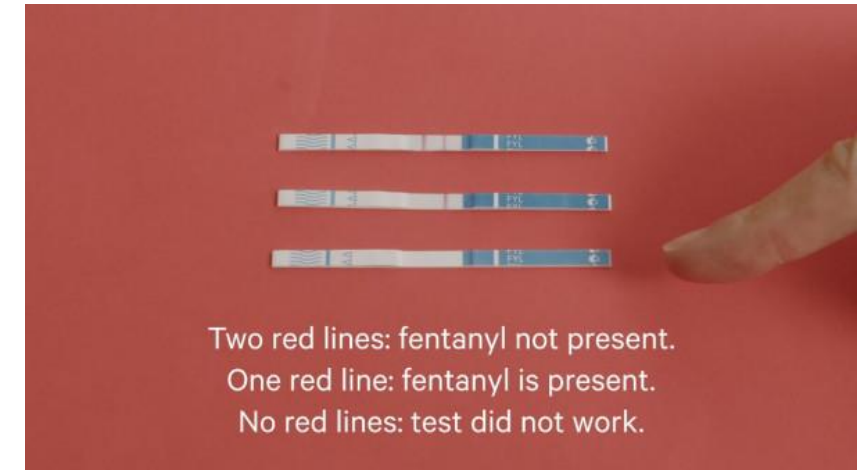 Two red lines: fentanyl not present.
One red line: fentanyl is present.
No red lines: test did not work.